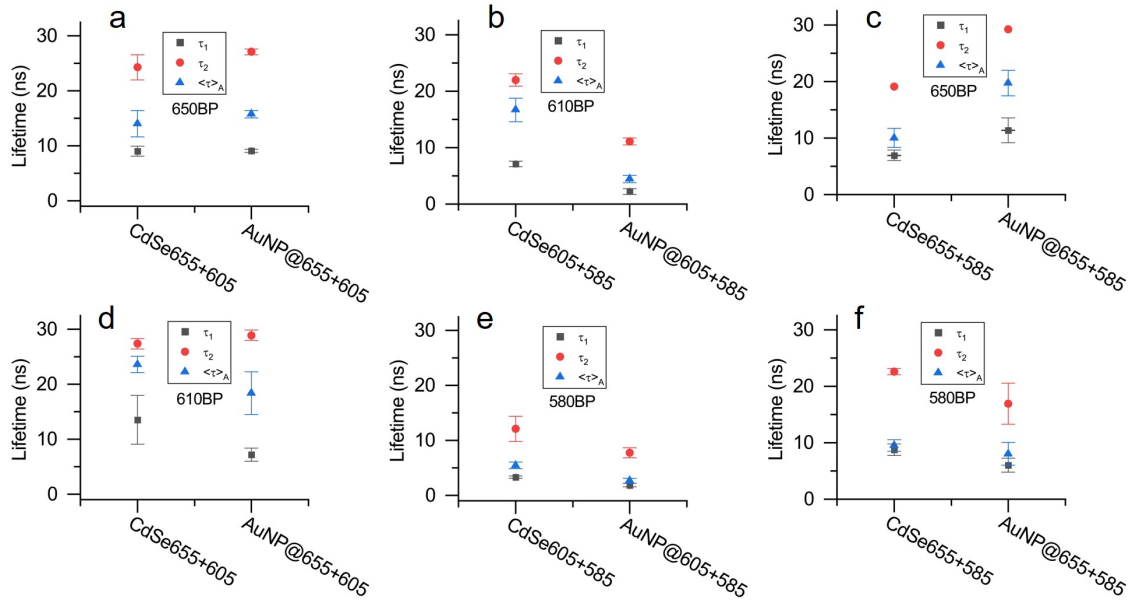 a
30
20
10
0
Lifetime (ns)
τ1
τ2
<τ>A
650BP
CdSe655+605
AuNP@655+605
b
30
20
10
0
Lifetime (ns)
τ1
τ2
<τ>A
610BP
CdSe605+585
AuNP@605+585
c
30
20
10
0
Lifetime (ns)
τ1
τ2
<τ>A
650BP
CdSe655+585
AuNP@655+585
d
30
20
10
0
Lifetime (ns)
τ1
τ2
<τ>A
610BP
CdSe655+605
AuNP@655+605
e
30
20
10
0
Lifetime (ns)
τ1
τ2
<τ>A
580BP
CdSe605+585
AuNP@605+585
f
30
20
10
0
Lifetime (ns)
τ1
τ2
<τ>A
580BP
CdSe655+585
AuNP@655+585